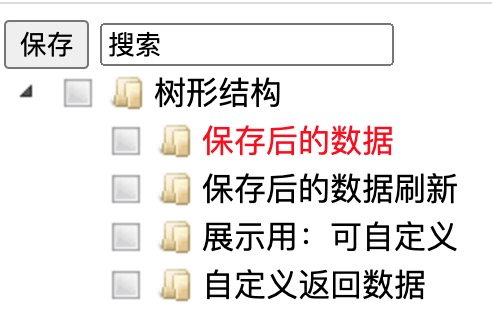 保存 搜索
树形结构
保存后的数据
保存后的数据刷新
展示用：可自定义
自定义返回数据